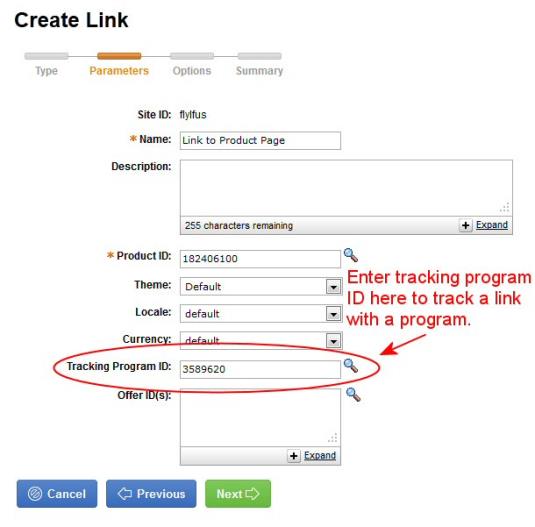 Create Link
Type Parameters Options Summary
Site ID: flylfus
* Name: Link to Product Page
Description:
255 characters remaining + Expand
* Product ID: 182406100
Theme: Default
Locale: default
Currency: default
Enter tracking program
ID here to track a link
with a program.
Tracking Program ID: 3589620
Offer ID(s):
+ Expand
Cancel Previous Next